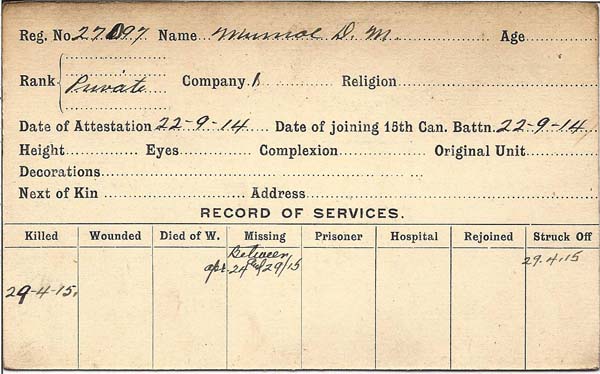 Reg. No. 27097 Name Munroe D. M. Age
Rank Private Company 1 Religion
Date of Attestation 22-9-14 Date of joining 15th Can. Battn. 22-9-14
Height Eyes Complexion Original Unit
Decorations
Next of Kin Address
RECORD OF SERVICES.
Killed Wounded Died of W. Missing Prisoner Hospital Rejoined Struck Off
Between 29.4.15
apr. 24 & 29/15
29-4-15.